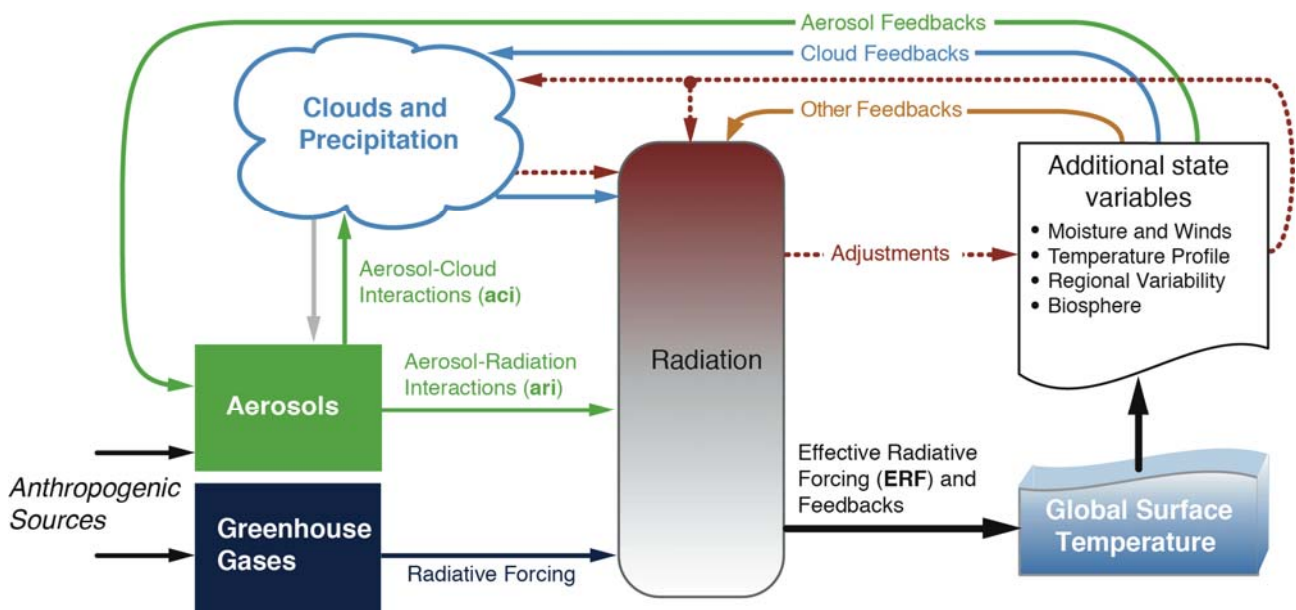 Aerosol Feedbacks
Cloud Feedbacks
Other Feedbacks
Clouds and
Precipitation
Additional state
variables
• Moisture and Winds
• Temperature Profile
• Regional Variability
• Biosphere
Adjustments
Aerosol-Cloud
Interactions (aci)
Radiation
Aerosol-Radiation
Interactions (ari)
Aerosols
Anthropogenic
Sources
Greenhouse
Gases
Radiative Forcing
Effective Radiative
Forcing (ERF) and
Feedbacks
Global Surface
Temperature